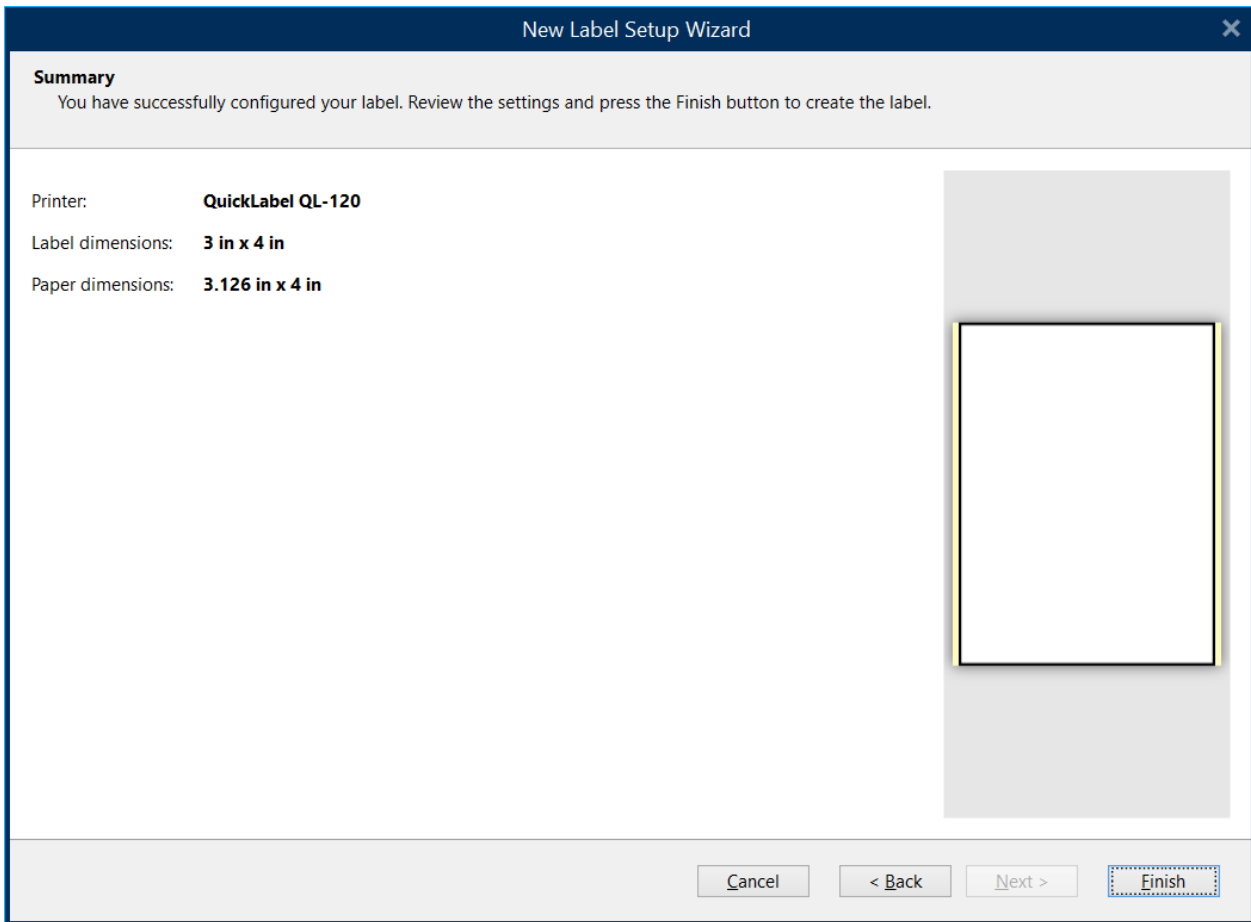 New Label Setup Wizard
Summary
You have successfully configured your label. Review the settings and press the Finish button to create the label.
Printer: QuickLabel QL-120
Label dimensions: 3 in x 4 in
Paper dimensions: 3.126 in x 4 in
Cancel < Back Next > Finish